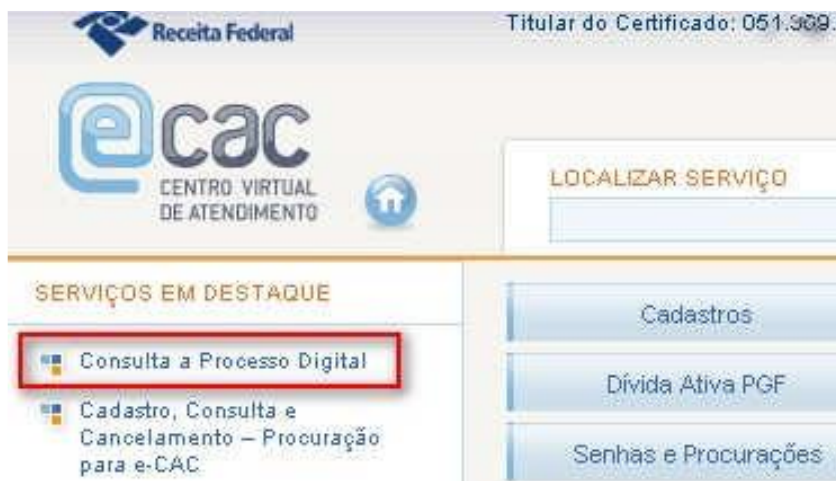 Receita Federal
Titular do Certificado: 051.369.
ecac
CENTRO VIRTUAL
DE ATENDIMENTO
LOCALIZAR SERVIÇO
SERVIÇOS EM DESTAQUE
Consulta a Processo Digital
Cadastro, Consulta e
Cancelamento – Procuração
para e-CAC
Cadastros
Dívida Ativa PGF
Senhas e Procurações